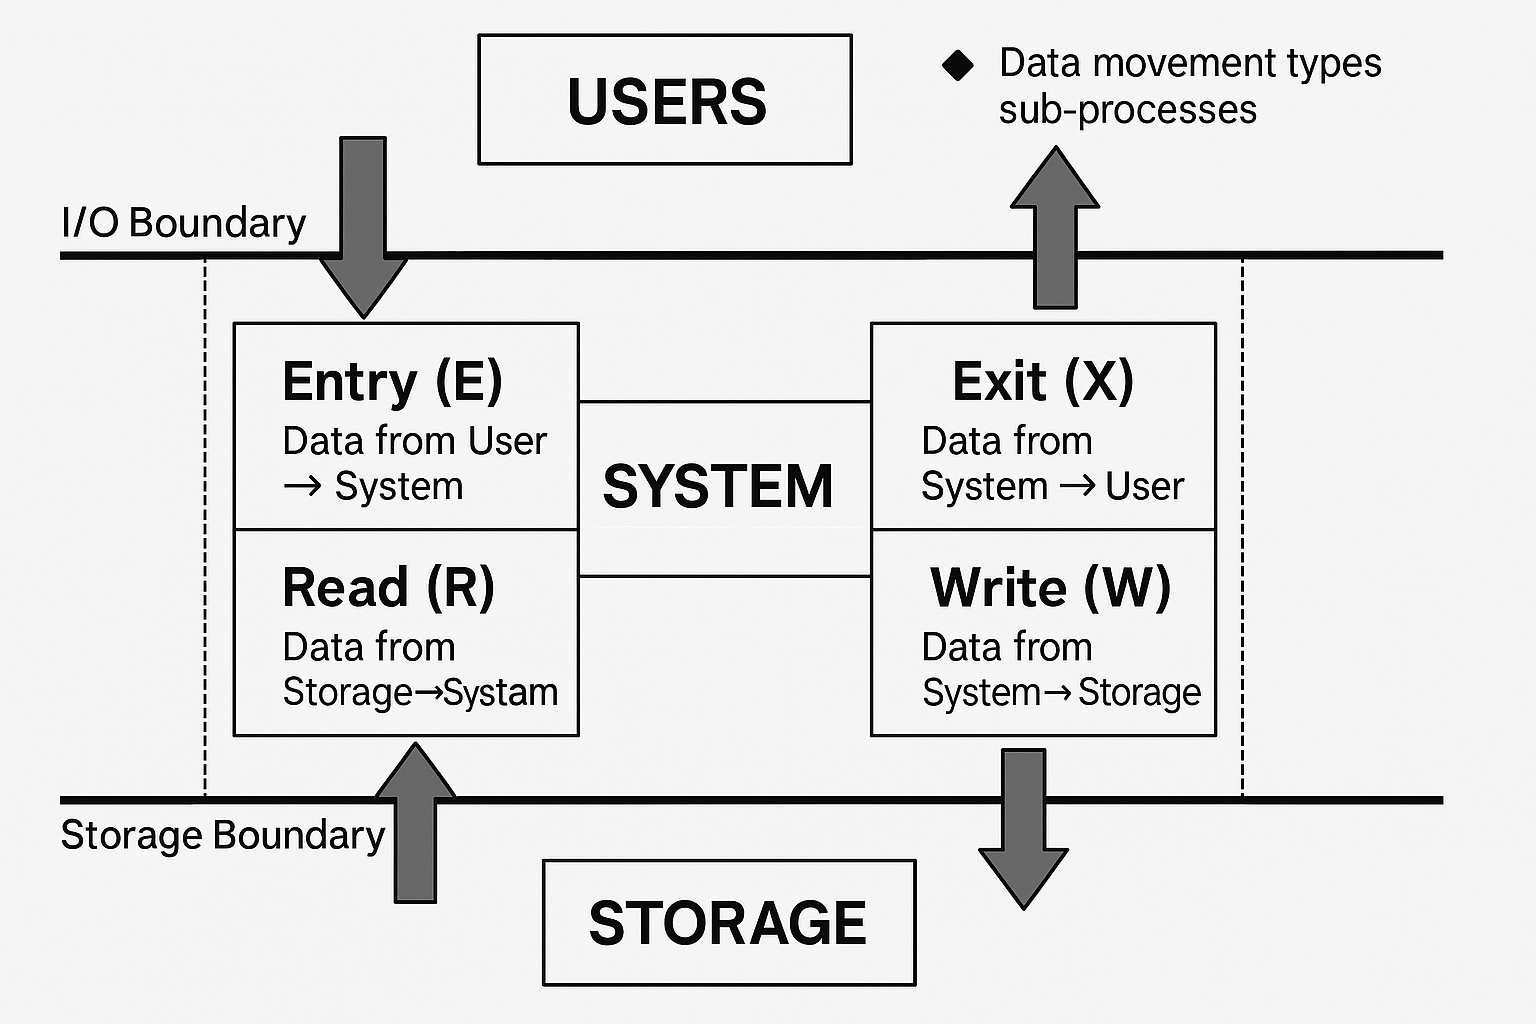 USERS
◆ Data movement types
sub-processes
I/O Boundary
Entry (E)
Data from User
→ System
Exit (X)
Data from
System → User
SYSTEM
Read (R)
Data from
Storage→Systam
Write (W)
Data from
System→ Storage
Storage Boundary
STORAGE